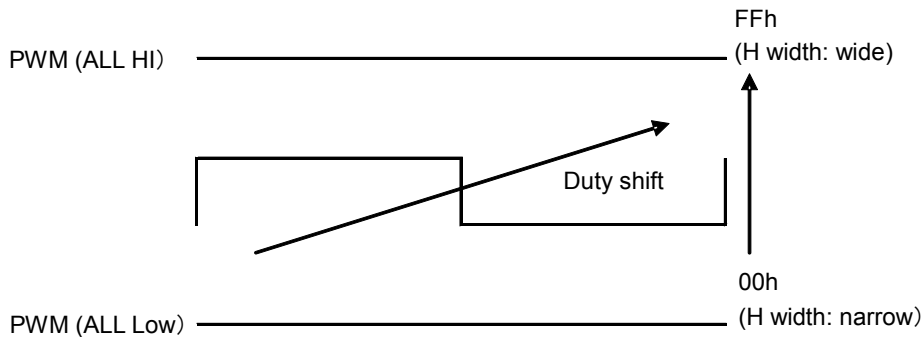 FFh
(H width: wide)
PWM (ALL HI）
Duty shift
00h
(H width: narrow）
PWM (ALL Low）